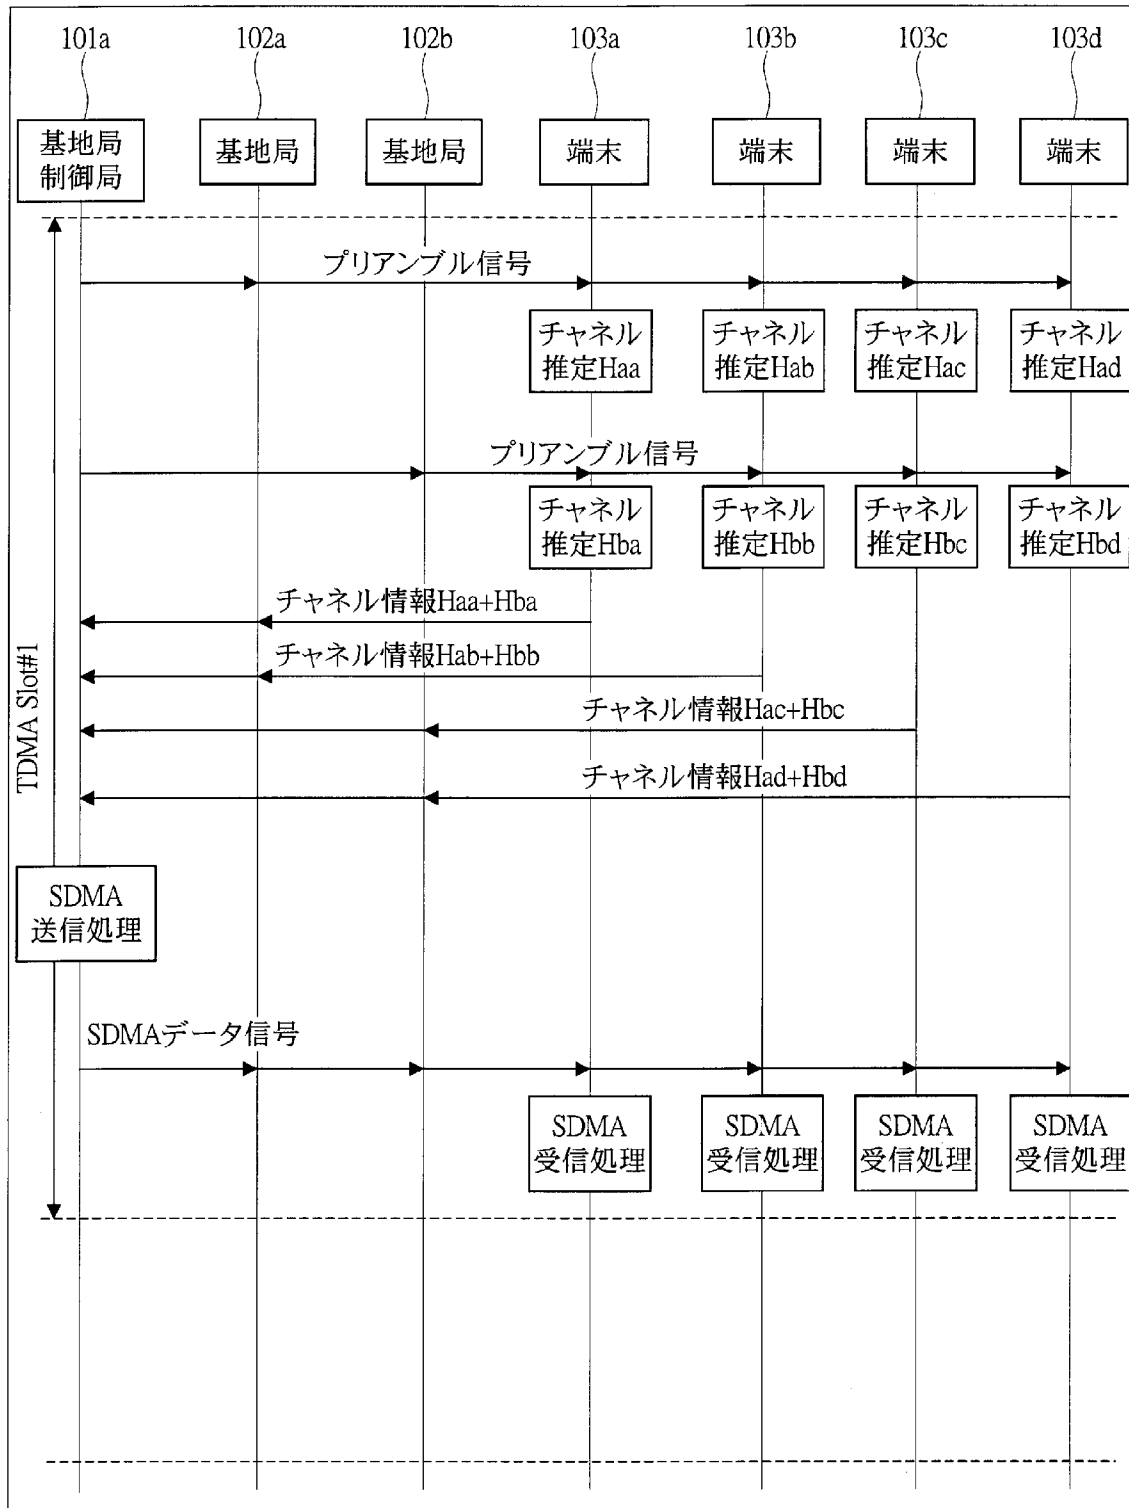 101a 102a 102b 103a 103b 103c 103d
基地局
制御局
基地局 基地局 端末 端末 端末 端末
プリアンブル信号
チャネル
推定Haa
チャネル
推定Hab
チャネル
推定Hac
チャネル
推定Had
プリアンブル信号
チャネル
推定Hba
チャネル
推定Hbb
チャネル
推定Hbc
チャネル
推定Hbd
チャネル情報Haa+Hba
チャネル情報Hab+Hbb
チャネル情報Hac+Hbc
チャネル情報Had+Hbd
TDMA Slot#1
SDMA
送信処理
SDMAデータ信号
SDMA
受信処理
SDMA
受信処理
SDMA
受信処理
SDMA
受信処理